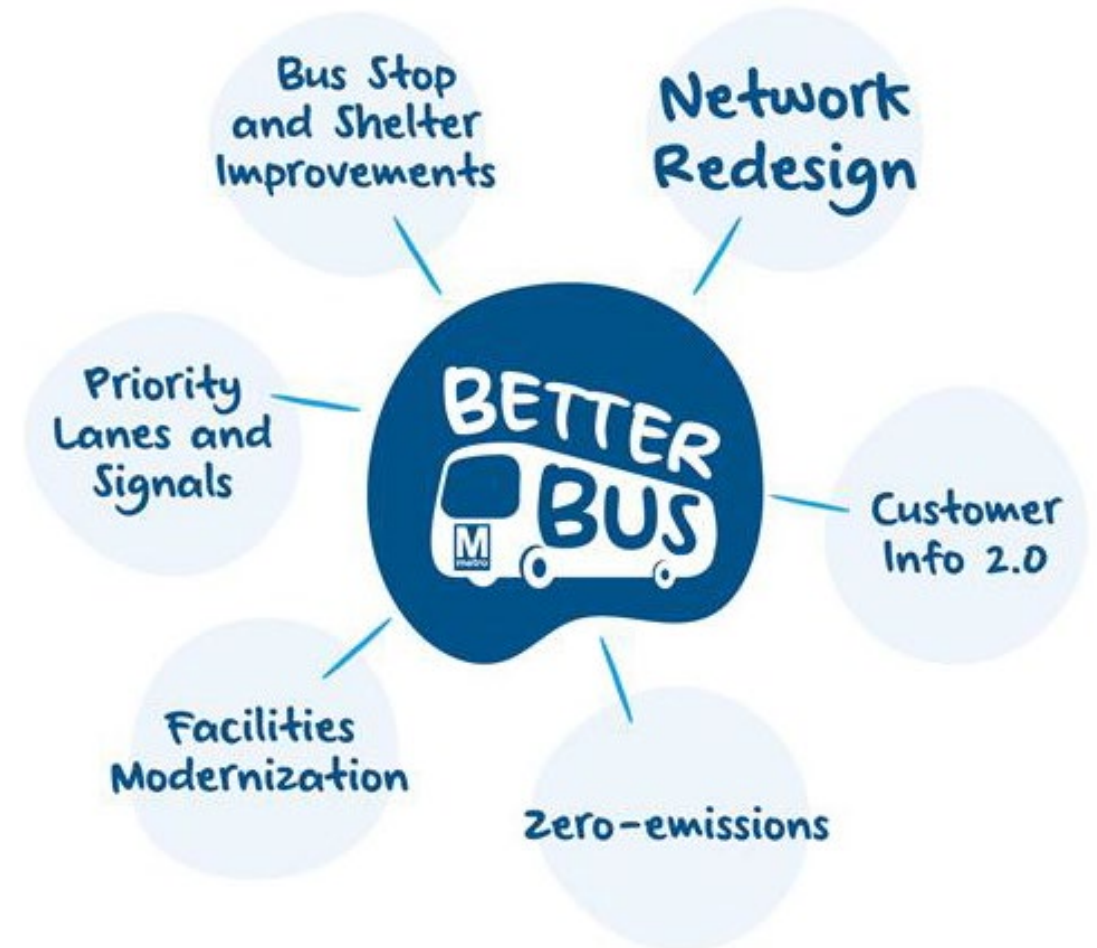 Bus Stop
and Shelter
Improvements
Network
Redesign
Priority
Lanes and
Signals
BETTER
BUS
M
metro
Customer
Info 2.0
Facilities
Modernization
Zero-emissions